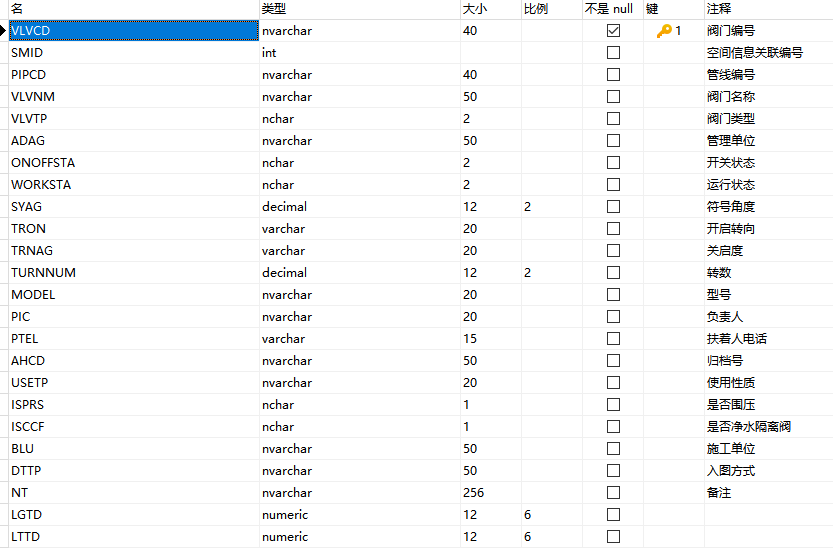 名 类型 大小 比例 不是 null 键 注释
VLVCD nvarchar 40 1 阀门编号
SMID int 空间信息关联编号
PIPCD nvarchar 40 管线编号
VLVNM nvarchar 50 阀门名称
VLVTP nchar 2 阀门类型
ADAG nvarchar 50 管理单位
ONOFFSTA nchar 2 开关状态
WORKSTA nchar 2 运行状态
SYAG decimal 12 2 符号角度
TRON varchar 20 开启转向
TRNAG varchar 20 关启度
TURNNUM decimal 12 2 转数
MODEL nvarchar 20 型号
PIC nvarchar 20 负责人
PTEL varchar 15 扶着人电话
AHCD nvarchar 50 归档号
USETP nvarchar 20 使用性质
ISPRS nchar 1 是否围压
ISCCF nchar 1 是否净水隔离阀
BLU nvarchar 50 施工单位
DTTP nvarchar 50 入图方式
NT nvarchar 256 备注
LGTD numeric 12 6
LTTD numeric 12 6